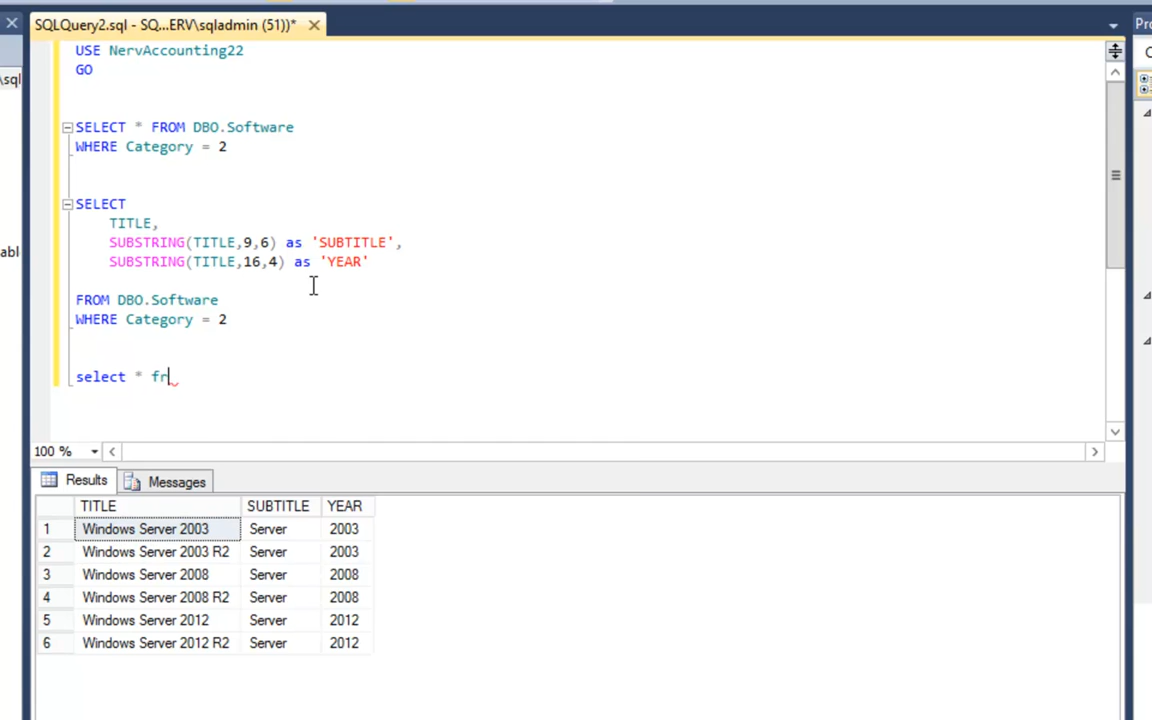 SQLQuery2.sql - SQ...ERV\sqladmin (51))*
Pro
\sql
USE NervAccounting22
GO
SELECT * FROM DBO.Software
WHERE Category = 2
SELECT
TITLE,
SUBSTRING(TITLE,9,6) as 'SUBTITLE',
abl
SUBSTRING(TITLE,16,4) as 'YEAR'
FROM DBO.Software
WHERE Category = 2
select * fr
100 %
Results Messages
TITLE SUBTITLE YEAR
1 Windows Server 2003 Server 2003
2 Windows Server 2003 R2 Server 2003
3 Windows Server 2008 Server 2008
4 Windows Server 2008 R2 Server 2008
5 Windows Server 2012 Server 2012
6 Windows Server 2012 R2 Server 2012